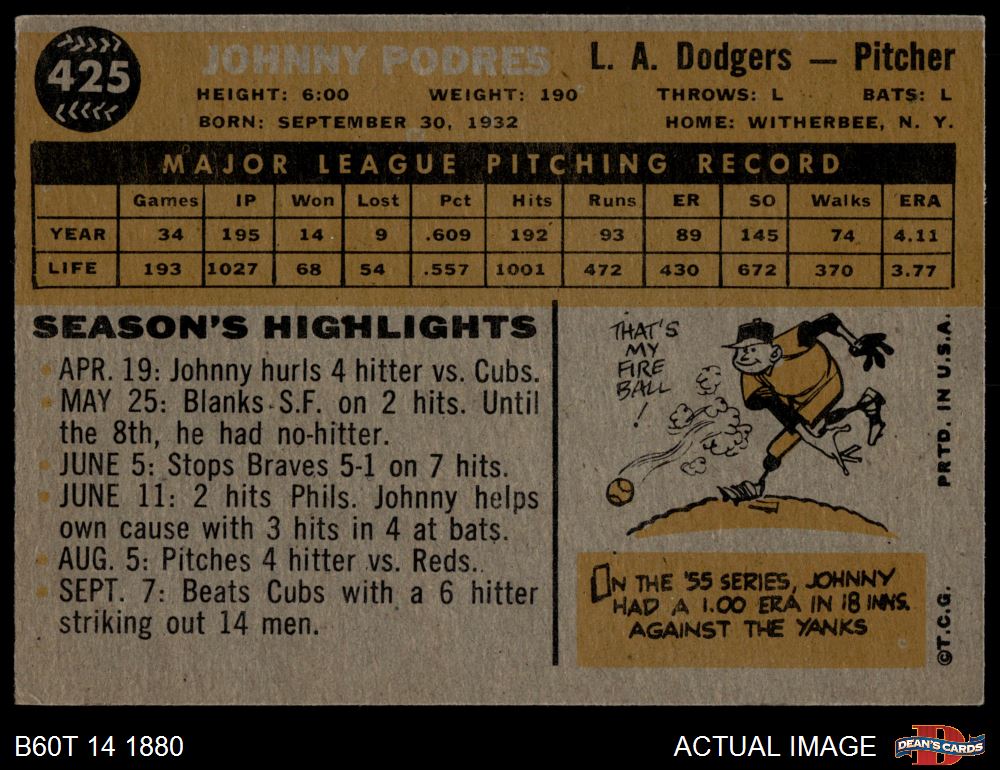 425
JOHNNY PODRES
L. A. Dodgers — Pitcher
HEIGHT: 6:00 WEIGHT: 190 THROWS: L BATS: L
BORN: SEPTEMBER 30, 1932 HOME: WITHERBEE, N. Y.
MAJOR LEAGUE PITCHING RECORD
Games IP Won Lost Pct Hits Runs ER SO Walks ERA
YEAR 34 195 14 9 .609 192 93 89 145 74 4.11
LIFE 193 1027 68 54 .557 1001 472 430 672 370 3.77
SEASON'S HIGHLIGHTS
APR. 19: Johnny hurls 4 hitter vs. Cubs.
MAY 25: Blanks S.F. on 2 hits. Until
the 8th, he had no-hitter.
JUNE 5: Stops Braves 5-1 on 7 hits.
JUNE 11: 2 hits Phils. Johnny helps
own cause with 3 hits in 4 at bats.
AUG. 5: Pitches 4 hitter vs. Reds.
SEPT. 7: Beats Cubs with a 6 hitter
striking out 14 men.
THAT'S
MY
FIRE
BALL
!
ON THE '55 SERIES, JOHNNY
HAD A 1.00 ERA IN 18 INNS.
AGAINST THE YANKS
PRTD. IN U.S.A.
©T.C.G.
B60T 14 1880
ACTUAL IMAGE
D
DEAN'S CARDS